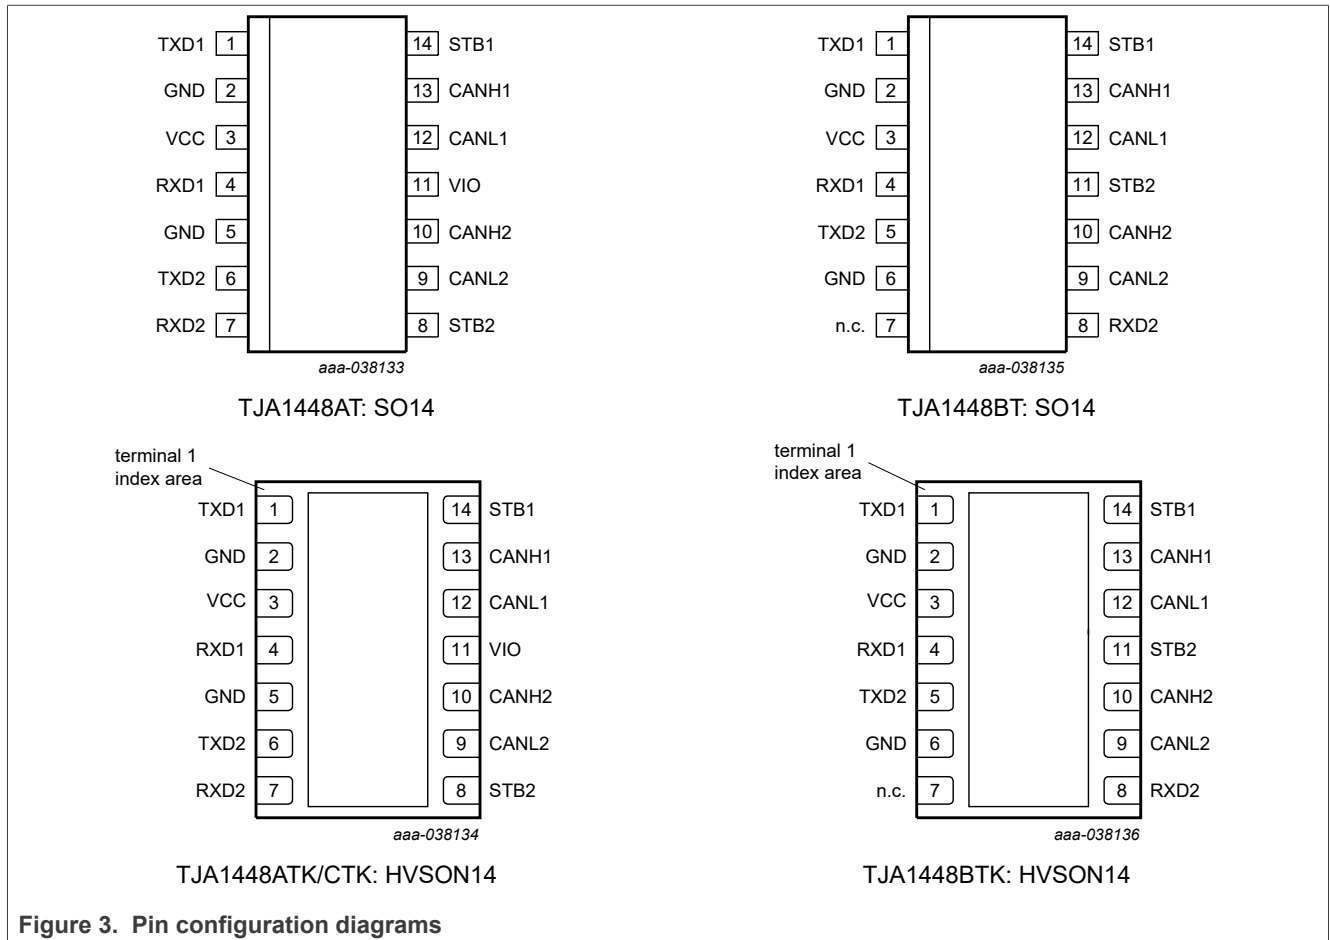 TXD1 1 14 STB1
GND 2 13 CANH1
VCC 3 12 CANL1
RXD1 4 11 VIO
GND 5 10 CANH2
TXD2 6 9 CANL2
RXD2 7 8 STB2
aaa-038133
TJA1448AT: SO14
TXD1 1 14 STB1
GND 2 13 CANH1
VCC 3 12 CANL1
RXD1 4 11 STB2
TXD2 5 10 CANH2
GND 6 9 CANL2
n.c. 7 8 RXD2
aaa-038135
TJA1448BT: SO14
terminal 1
index area
TXD1 1 14 STB1
GND 2 13 CANH1
VCC 3 12 CANL1
RXD1 4 11 VIO
GND 5 10 CANH2
TXD2 6 9 CANL2
RXD2 7 8 STB2
aaa-038134
TJA1448ATK/CTK: HVSON14
terminal 1
index area
TXD1 1 14 STB1
GND 2 13 CANH1
VCC 3 12 CANL1
RXD1 4 11 STB2
TXD2 5 10 CANH2
GND 6 9 CANL2
n.c. 7 8 RXD2
aaa-038136
TJA1448BTK: HVSON14
Figure 3. Pin configuration diagrams